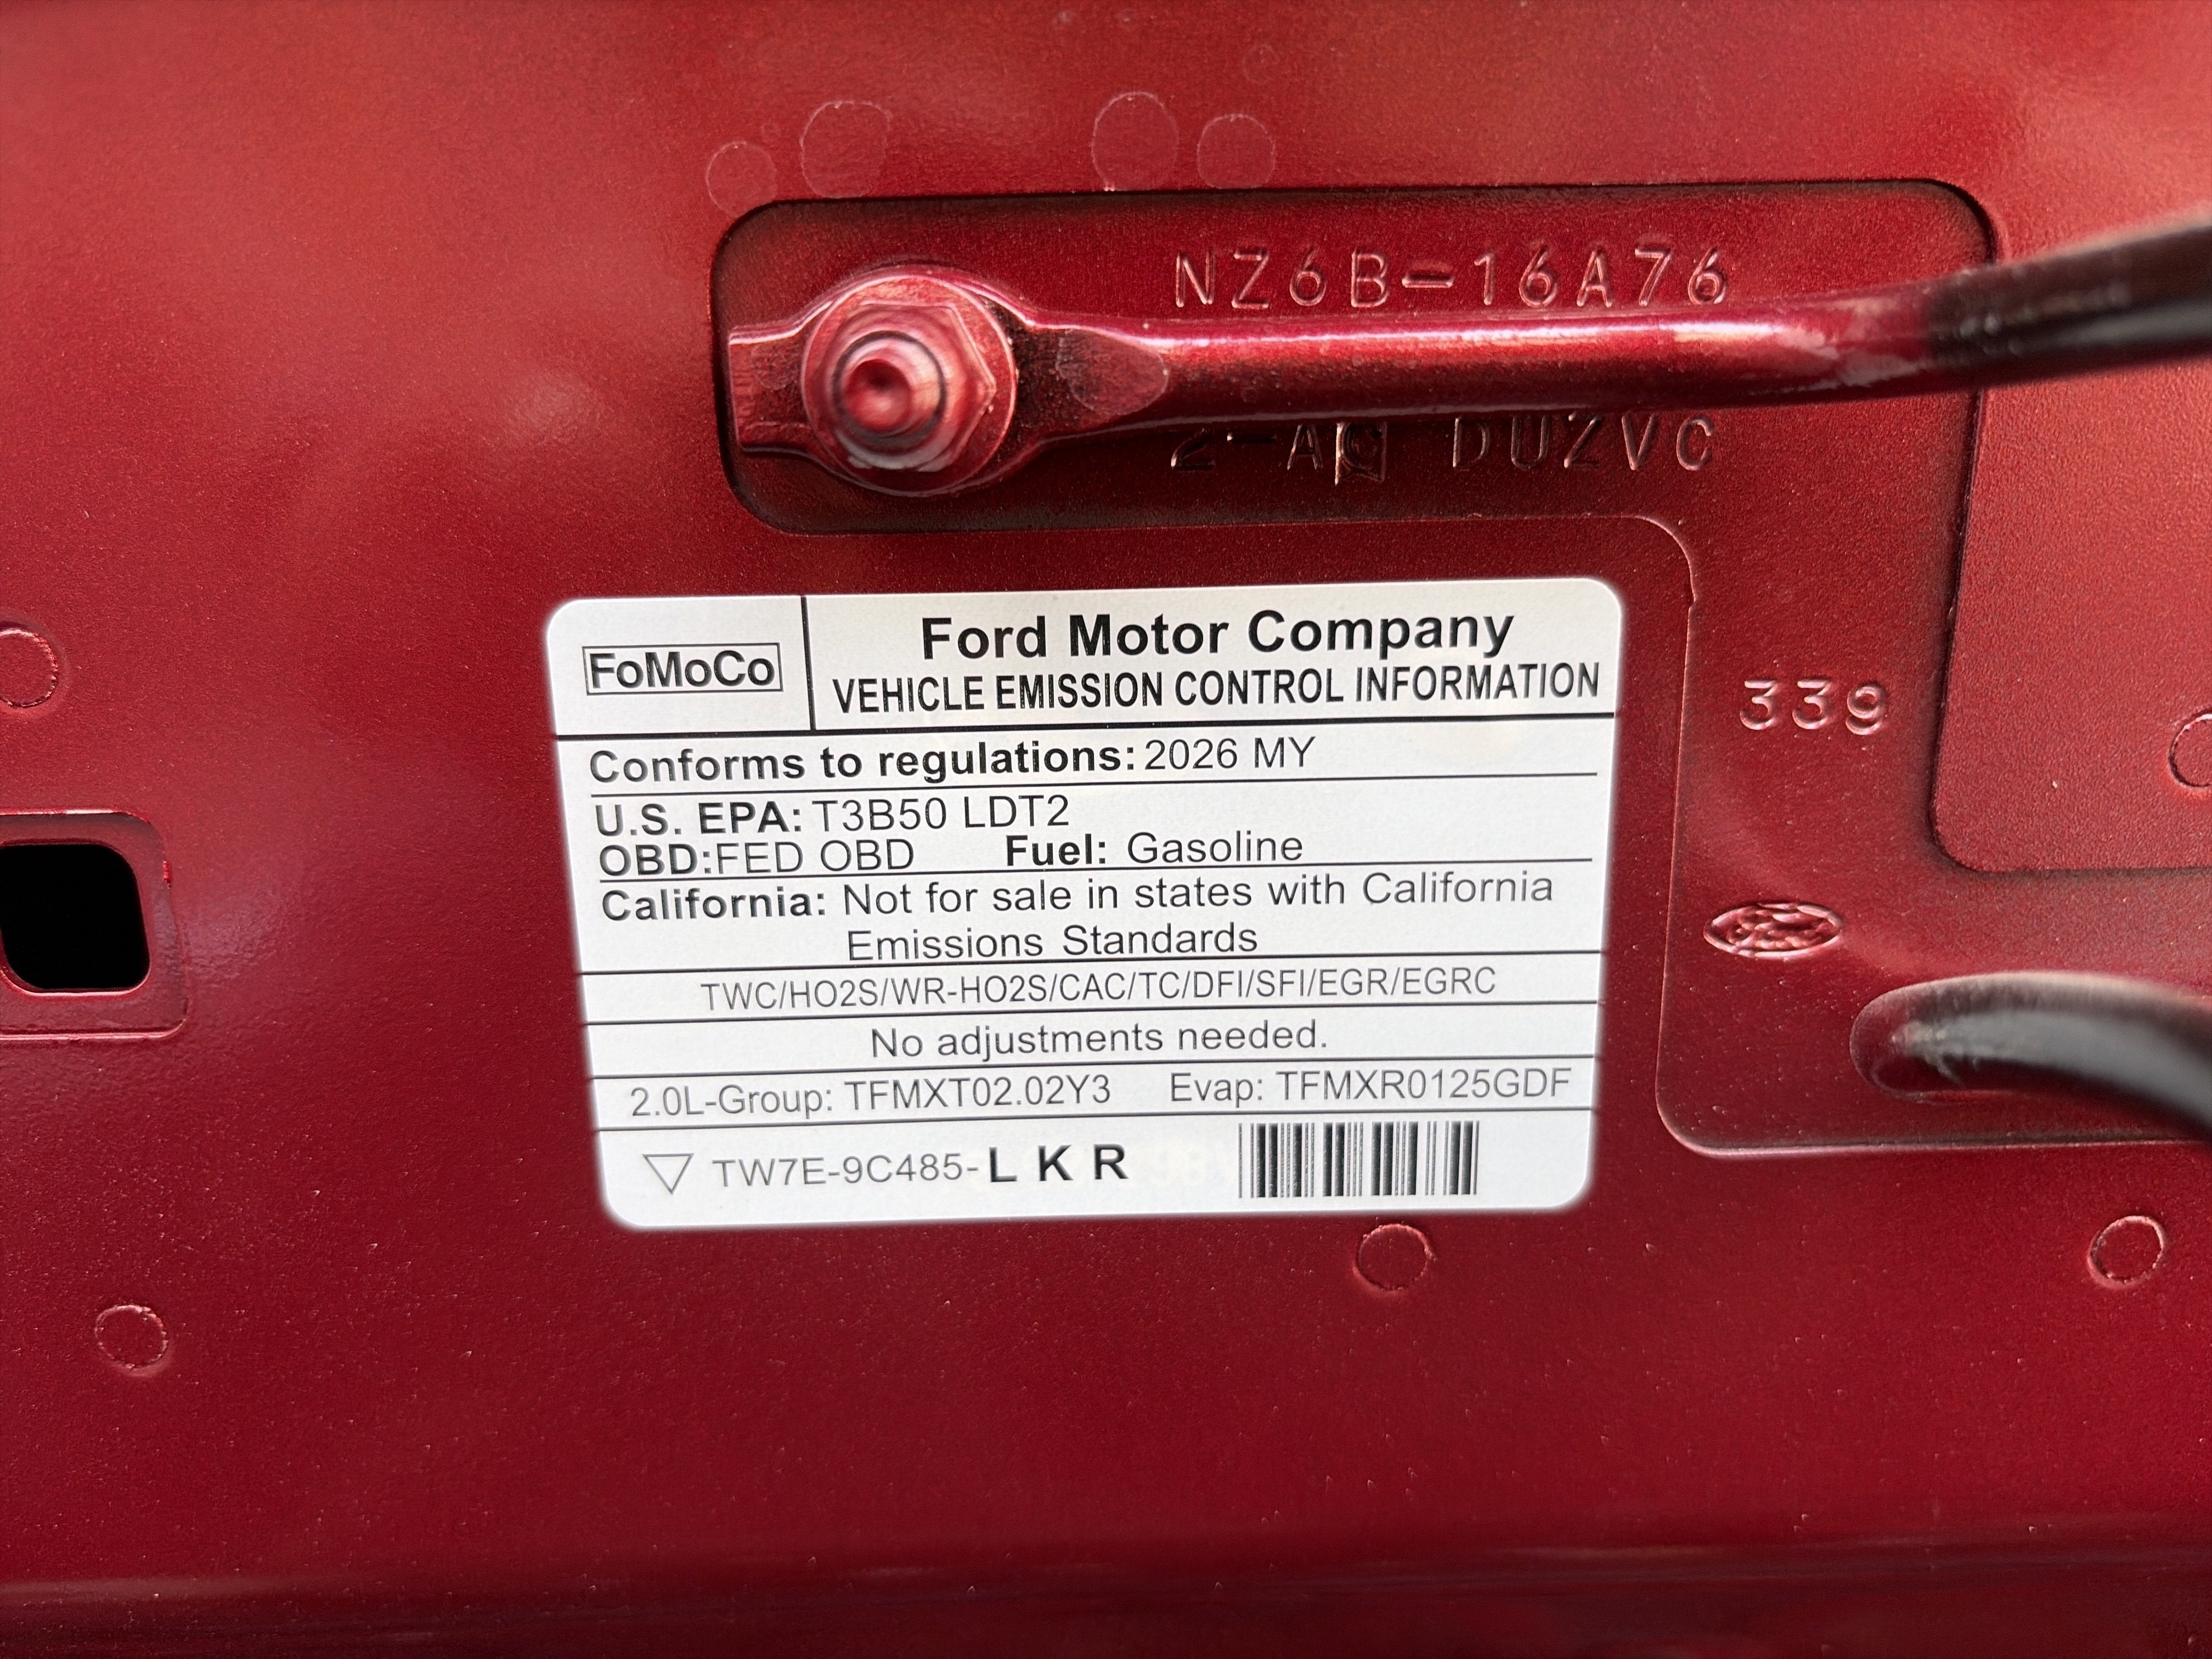 NZ6B-16A76
2-A DUZVC
FoMoCo
Ford Motor Company
VEHICLE EMISSION CONTROL INFORMATION
Conforms to regulations: 2026 MY
U.S. EPA: T3B50 LDT2
OBD:FED OBD Fuel: Gasoline
California: Not for sale in states with California
Emissions Standards
TWC/HO2S/WR-HO2S/CAC/TC/DFI/SFI/EGR/EGRC
No adjustments needed.
2.0L-Group: TFMXT02.02Y3 Evap: TFMXR0125GDF
TW7E-9C485-L K R
339
Ford